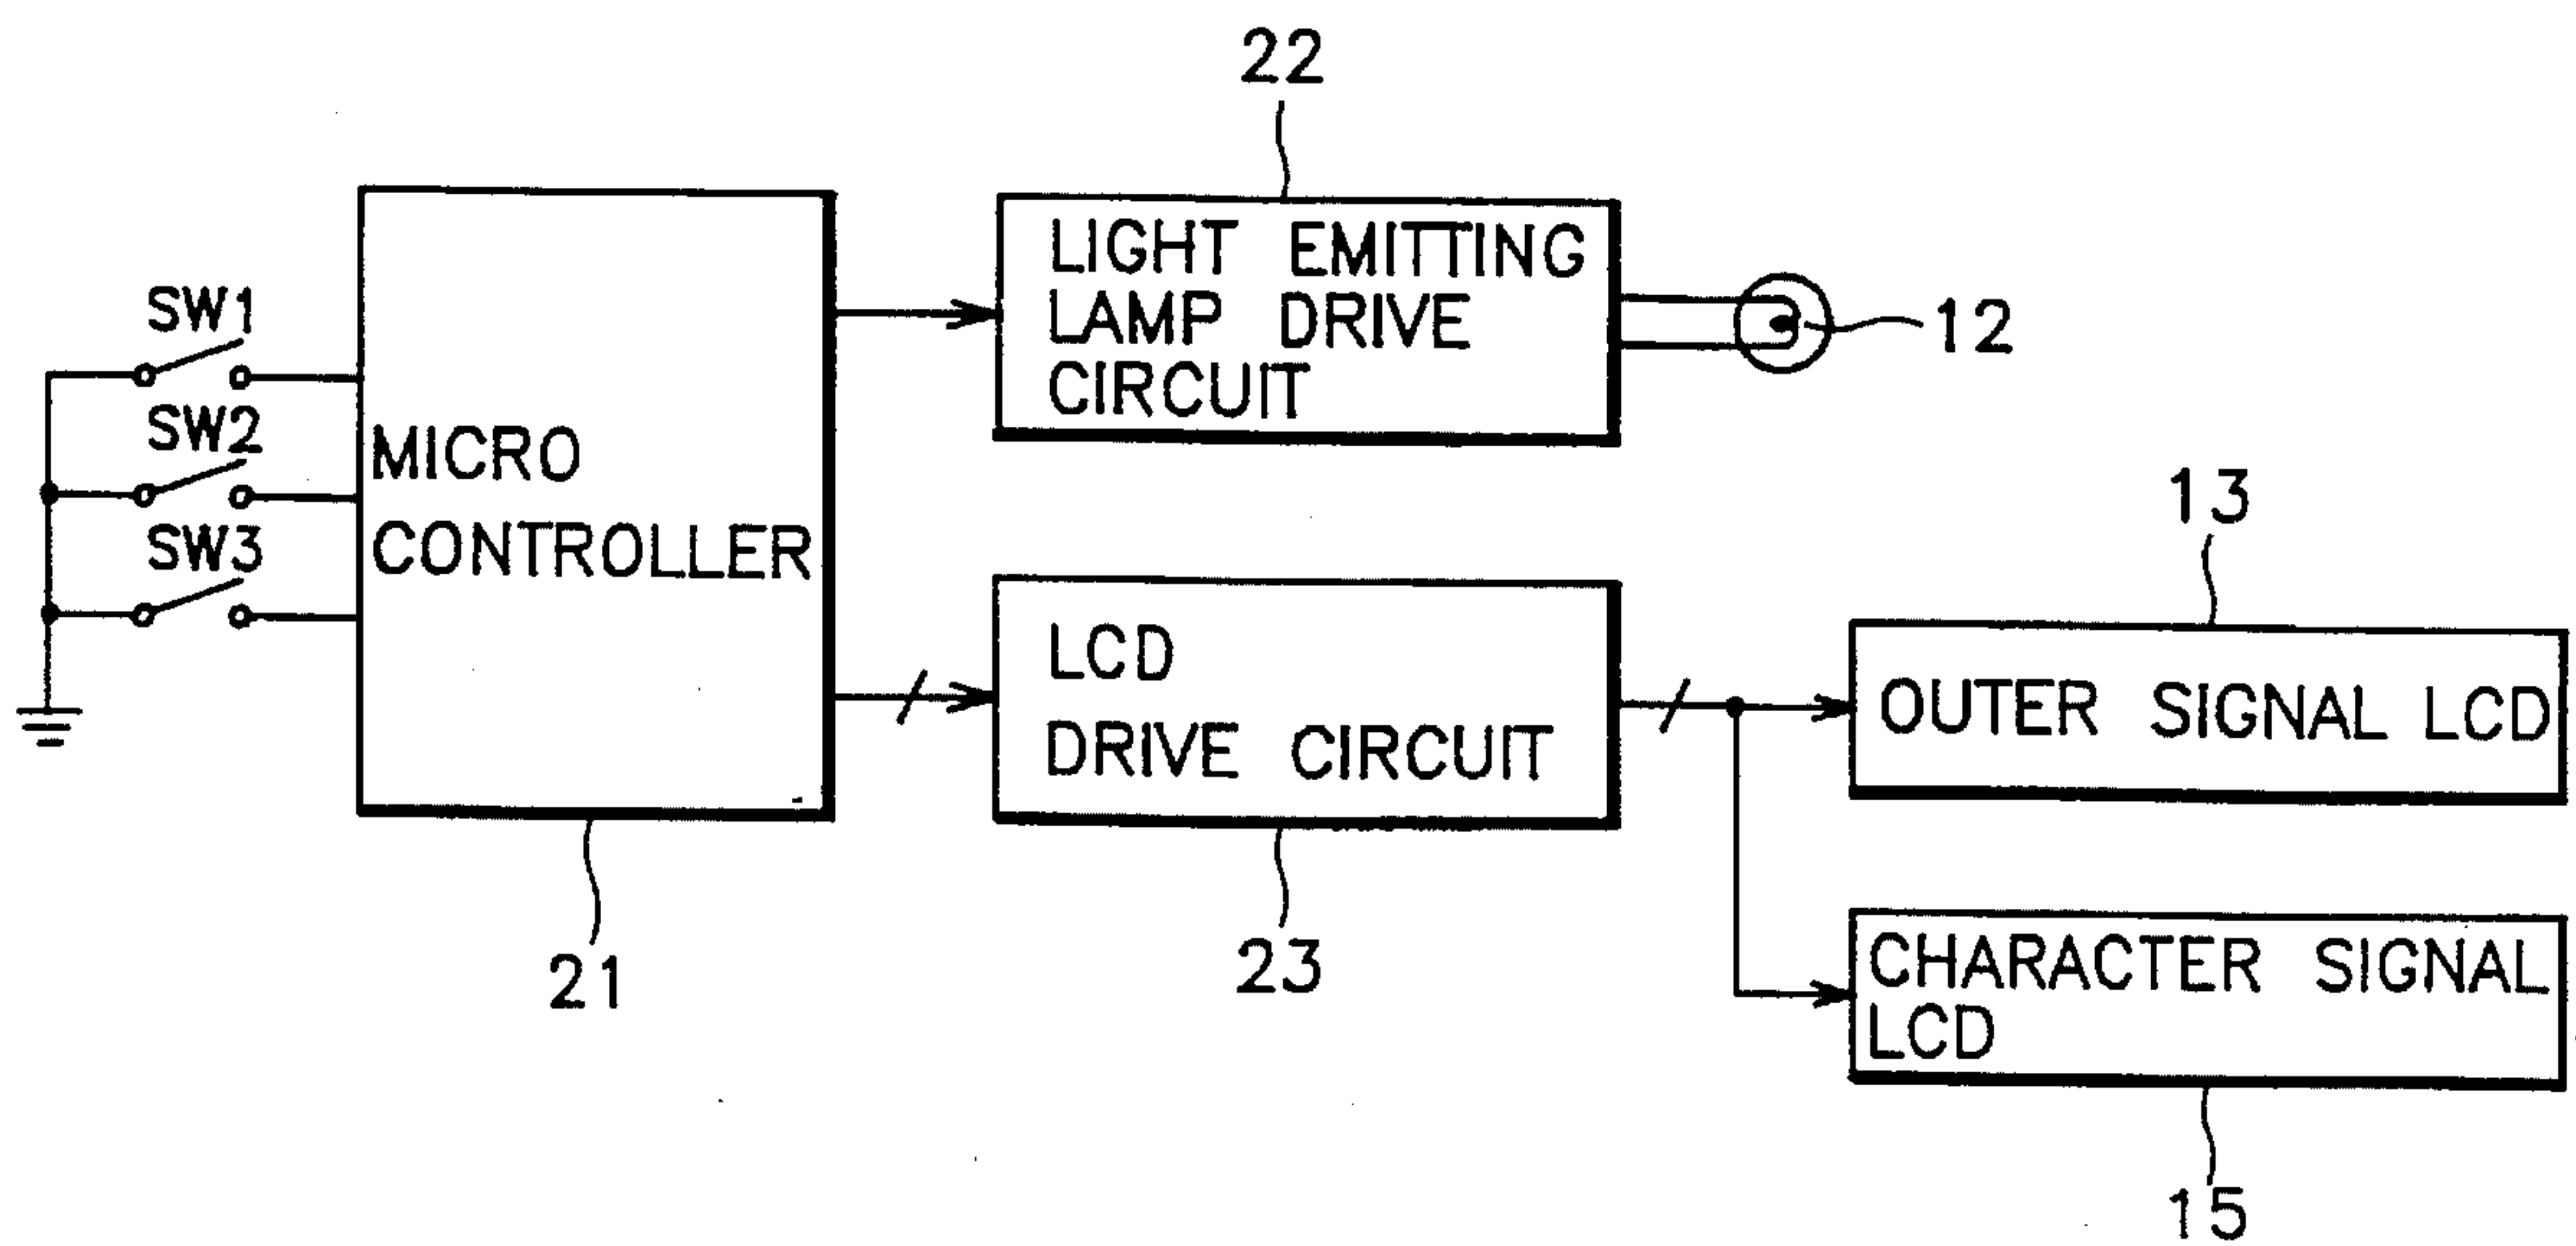 22
LIGHT EMITTING
LAMP DRIVE
CIRCUIT
12
SW1
SW2
SW3
MICRO
CONTROLLER
21
LCD
DRIVE CIRCUIT
23
13
OUTER SIGNAL LCD
CHARACTER SIGNAL
LCD
15